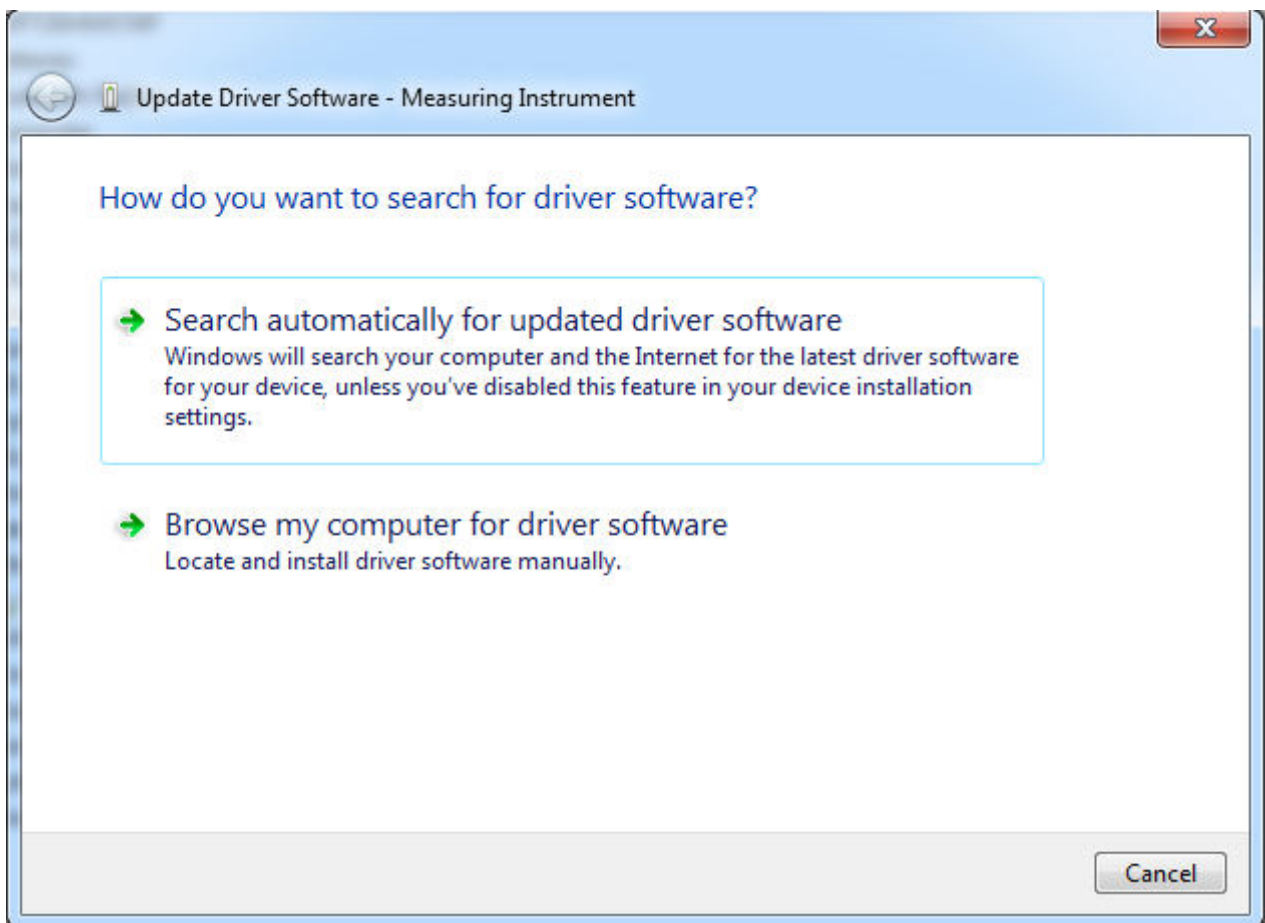 Update Driver Software - Measuring Instrument
How do you want to search for driver software?
Search automatically for updated driver software
Windows will search your computer and the Internet for the latest driver software
for your device, unless you've disabled this feature in your device installation
settings.
Browse my computer for driver software
Locate and install driver software manually.
Cancel